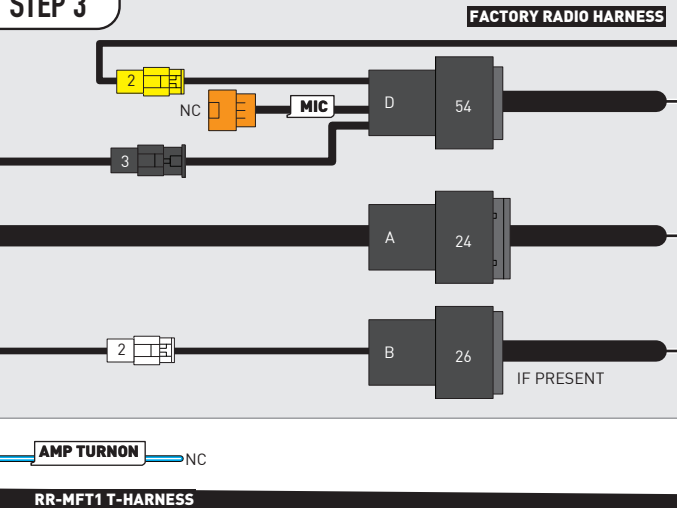 STEP 3
FACTORY RADIO HARNESS
2
NC
MIC
D
54
3
A
24
2
B
26
IF PRESENT
AMP TURNON
NC
RR-MFT1 T-HARNESS